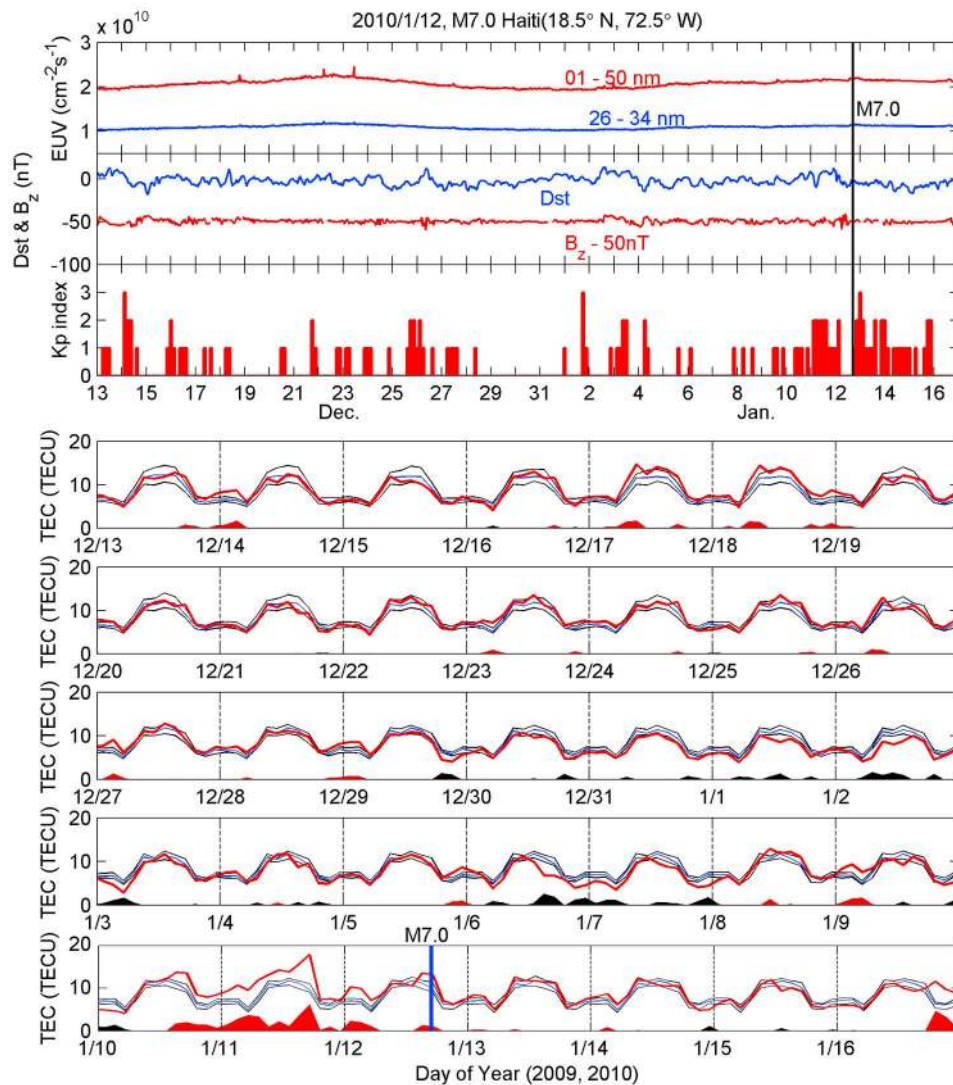 2010/1/12, M7.0 Haiti(18.5° N, 72.5° W)
x 10^10
EUV (cm^-2 s^-1)
3
2
1
01 - 50 nm
26 - 34 nm
M7.0
Dst & B_z (nT)
0
-50
-100
Dst
B_z - 50nT
Kp index
3
2
1
0
13 15 17 19 21 23 25 27 29 31 2 4 6 8 10 12 14 16
Dec. Jan.
TEC (TECU)
20
10
0
12/13 12/14 12/15 12/16 12/17 12/18 12/19
TEC (TECU)
20
10
0
12/20 12/21 12/22 12/23 12/24 12/25 12/26
TEC (TECU)
20
10
0
12/27 12/28 12/29 12/30 12/31 1/1 1/2
TEC (TECU)
20
10
0
1/3 1/4 1/5 1/6 1/7 1/8 1/9
M7.0
TEC (TECU)
20
10
0
1/10 1/11 1/12 1/13 1/14 1/15 1/16
Day of Year (2009, 2010)